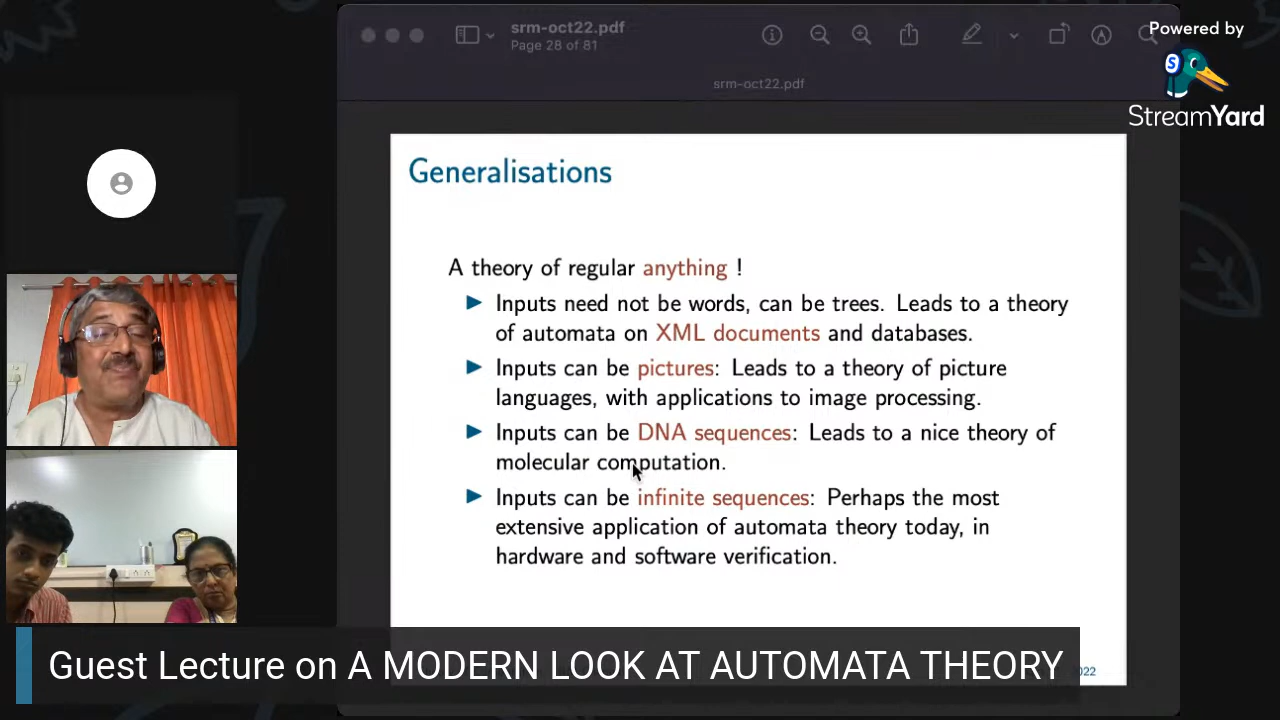 srm-oct22.pdf
Page 28 of 81
Powered by
S
StreamYard
srm-oct22.pdf
Generalisations
A theory of regular anything !
Inputs need not be words, can be trees. Leads to a theory
of automata on XML documents and databases.
Inputs can be pictures: Leads to a theory of picture
languages, with applications to image processing.
Inputs can be DNA sequences: Leads to a nice theory of
molecular computation.
Inputs can be infinite sequences: Perhaps the most
extensive application of automata theory today, in
hardware and software verification.
Guest Lecture on A MODERN LOOK AT AUTOMATA THEORY